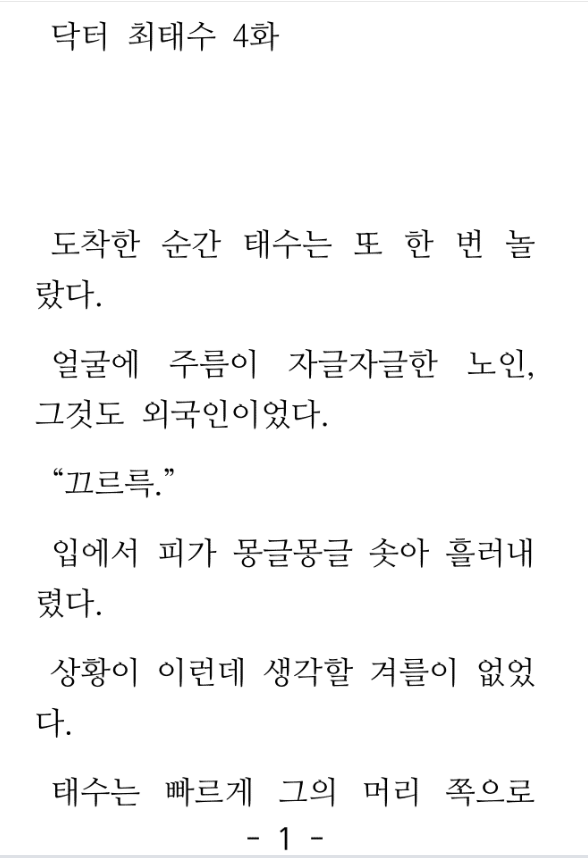 닥터 최태수 4화
도착한 순간 태수는 또 한 번 놀
랐다.
얼굴에 주름이 자글자글한 노인,
그것도 외국인이었다.
“끄르륵.”
입에서 피가 몽글몽글 솟아 흘러내
렸다.
상황이 이런데 생각할 겨를이 없었
다.
태수는 빠르게 그의 머리 쪽으로
- 1 -